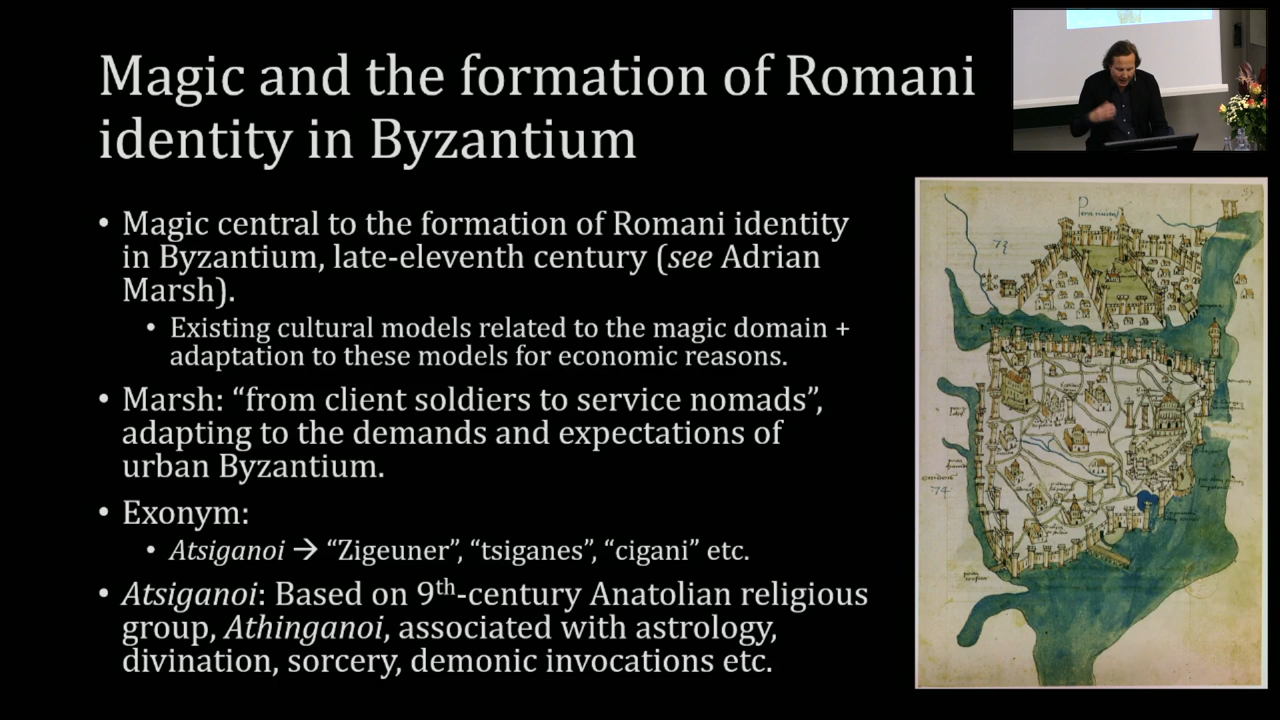 Magic and the formation of Romani
identity in Byzantium
• Magic central to the formation of Romani identity
in Byzantium, late-eleventh century (see Adrian
Marsh).
• Existing cultural models related to the magic domain +
adaptation to these models for economic reasons.
• Marsh: “from client soldiers to service nomads”,
adapting to the demands and expectations of
urban Byzantium.
• Exonym:
• Atsiganoi → “Zigeuner”, “tsiganes”, “cigani” etc.
• Atsiganoi: Based on 9th-century Anatolian religious
group, Athinganoi, associated with astrology,
divination, sorcery, demonic invocations etc.
73
74